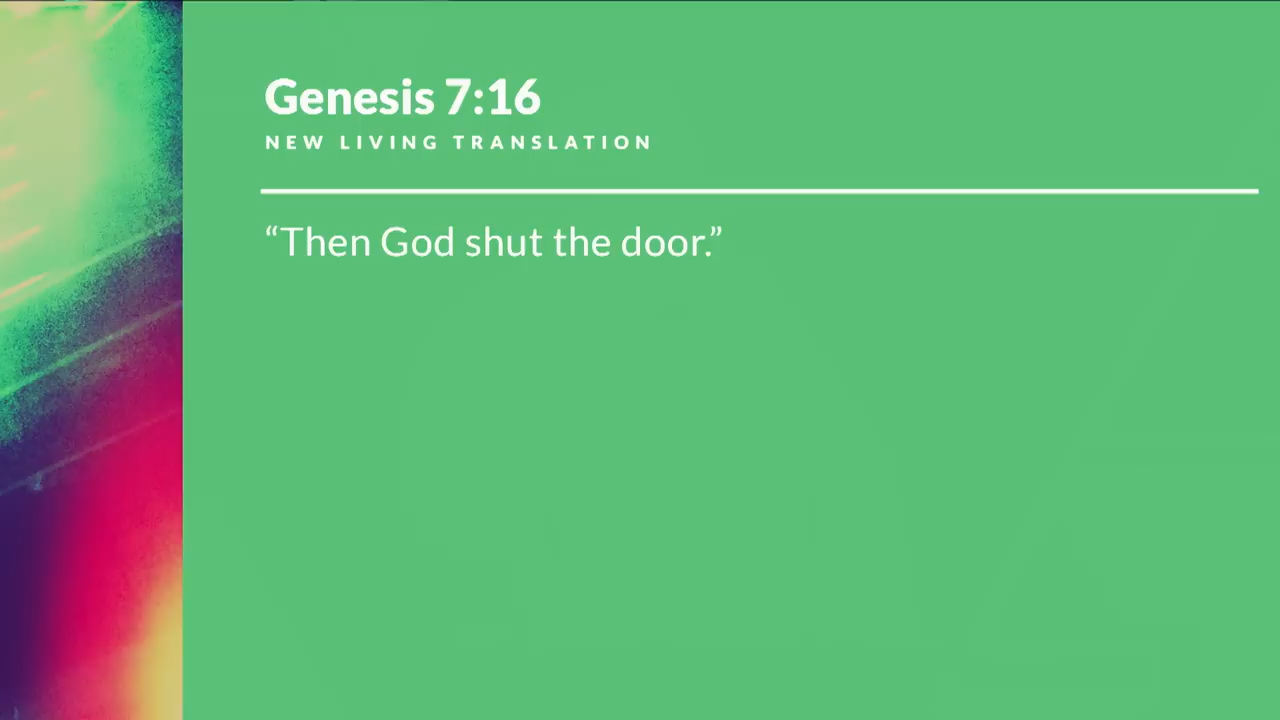 Genesis 7:16
NEW LIVING TRANSLATION
“Then God shut the door.”